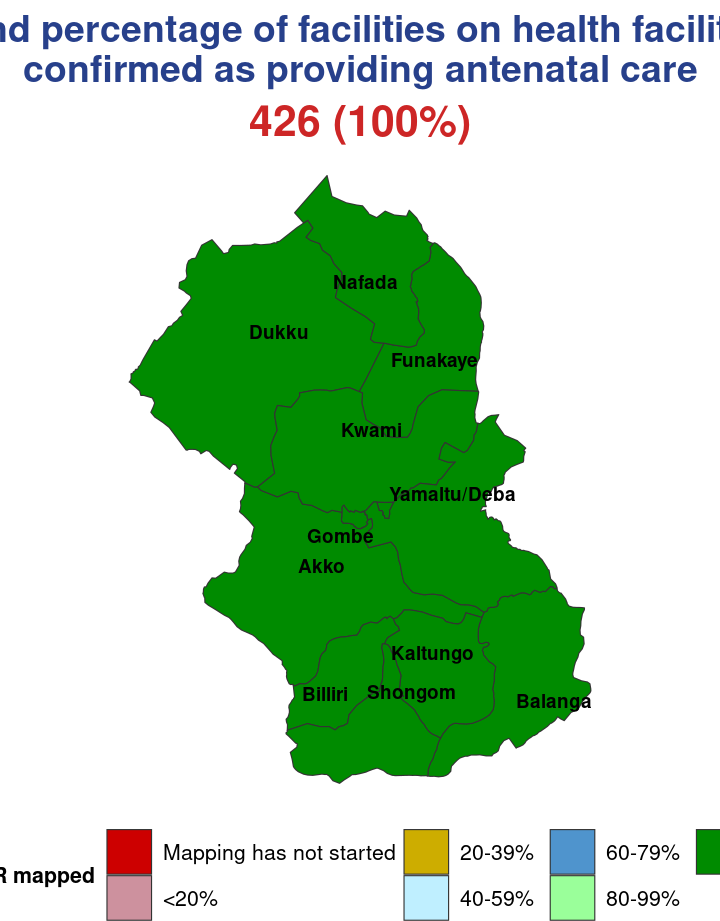 nd percentage of facilities on health facilit
confirmed as providing antenatal care
426 (100%)
Nafada
Dukku
Funakaye
Kwami
Yamaltu/Deba
Gombe
Akko
Kaltungo
Billiri
Shongom
Balanga
R mapped
Mapping has not started
20-39%
60-79%
<20%
40-59%
80-99%